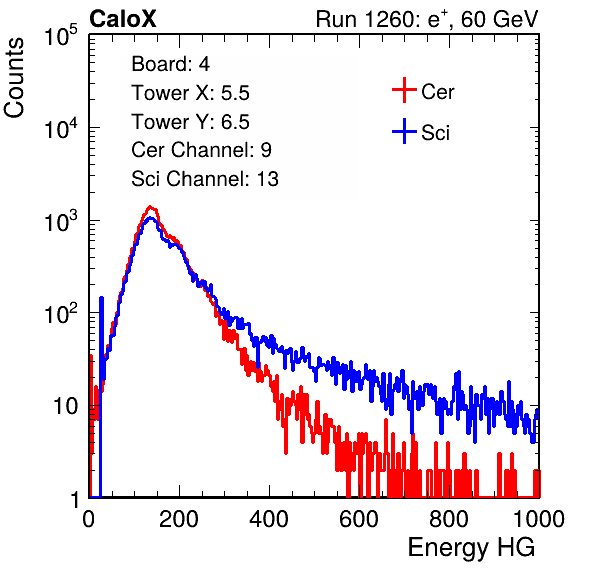 CaloX Run 1260: e⁺, 60 GeV
Counts
Board: 4
Tower X: 5.5
Tower Y: 6.5
Cer Channel: 9
Sci Channel: 13
Cer
Sci
10⁵
10⁴
10³
10²
10
1
0 200 400 600 800 1000
Energy HG